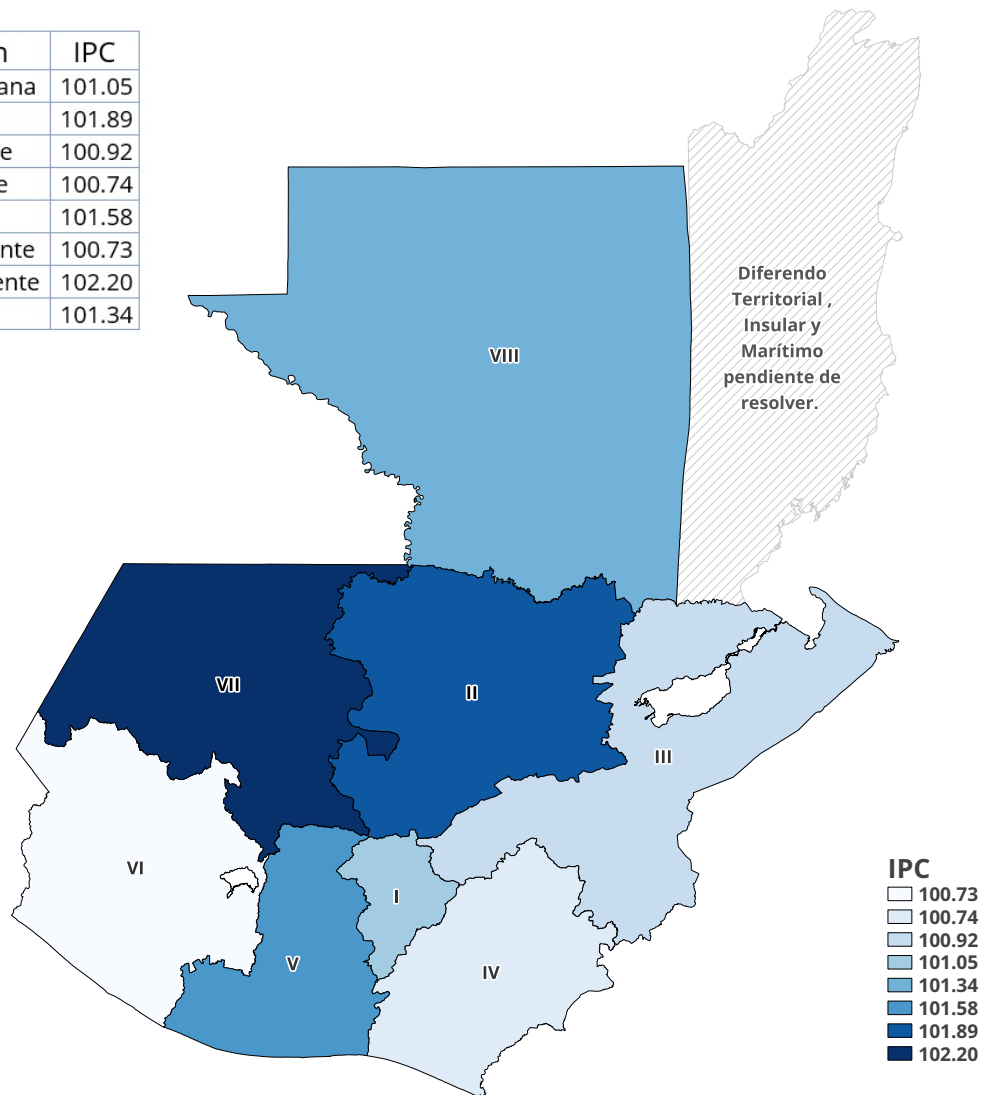 n IPC
ana 101.05
101.89
e 100.92
e 100.74
101.58
nte 100.73
ente 102.20
101.34
Diferendo
Territorial ,
Insular y
Marítimo
pendiente de
resolver.
VIII
VII
II
III
VI
I
V
IV
IPC
100.73
100.74
100.92
101.05
101.34
101.58
101.89
102.20